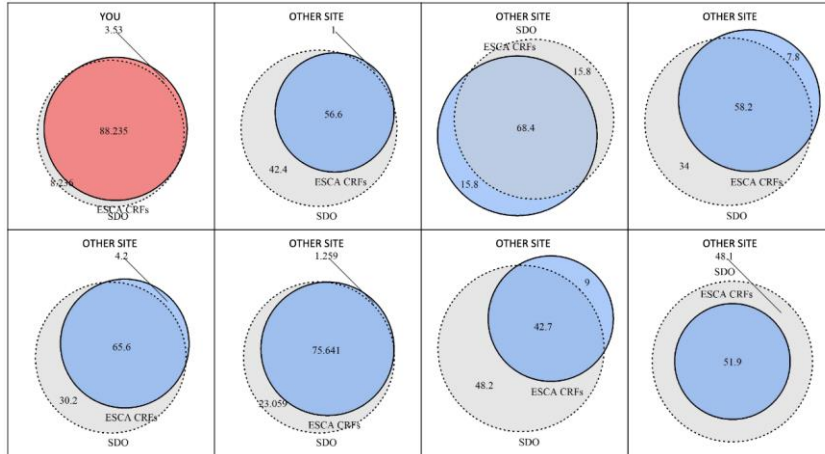 YOU
3.53
88.235
8.236
ESCA CRFs
SDO
OTHER SITE
1
56.6
42.4
ESCA CRFs
SDO
OTHER SITE
SDO
ESCA CRFs
15.8
68.4
15.8
OTHER SITE
7.8
58.2
34
ESCA CRFs
SDO
OTHER SITE
4.2
65.6
30.2
ESCA CRFs
SDO
OTHER SITE
1.259
75.641
23.059
ESCA CRFs
SDO
OTHER SITE
9
42.7
48.2
ESCA CRFs
SDO
OTHER SITE
48.1
SDO
ESCA CRFs
51.9